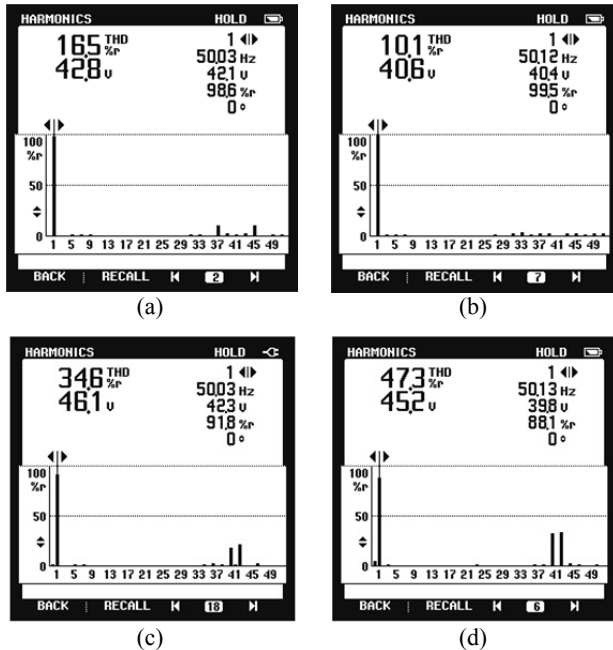 HARMONICS HOLD
16.5 THD %r 1
42.8 V 50.03 Hz
42.1 V
98.6 %r
0 °
100
%r
50
0
1 5 9 13 17 21 25 29 33 37 41 45 49
BACK RECALL 2
(a)
HARMONICS HOLD
10.1 THD %r 1
40.6 V 50.12 Hz
40.4 V
99.5 %r
0 °
100
%r
50
0
1 5 9 13 17 21 25 29 33 37 41 45 49
BACK RECALL 7
(b)
HARMONICS HOLD
34.6 THD %r 1
46.1 V 50.03 Hz
42.3 V
91.8 %r
0 °
100
%r
50
0
1 5 9 13 17 21 25 29 33 37 41 45 49
BACK RECALL 18
(c)
HARMONICS HOLD
47.3 THD %r 1
45.2 V 50.13 Hz
39.8 V
88.1 %r
0 °
100
%r
50
0
1 5 9 13 17 21 25 29 33 37 41 45 49
BACK RECALL 6
(d)